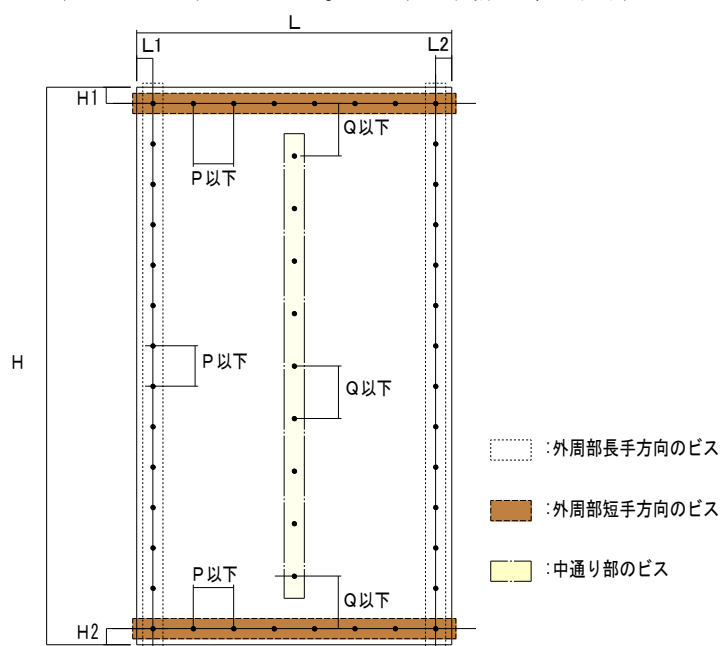 L
L1
L2
H1
Q以下
P以下
H
P以下
Q以下
:外周部長手方向のビス
:外周部短手方向のビス
:中通り部のビス
P以下
Q以下
H2